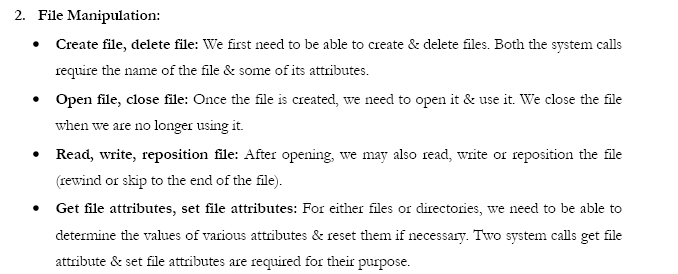 2. File Manipulation:
• Create file, delete file: We first need to be able to create & delete files. Both the system calls
require the name of the file & some of its attributes.
• Open file, close file: Once the file is created, we need to open it & use it. We close the file
when we are no longer using it.
• Read, write, reposition file: After opening, we may also read, write or reposition the file
(rewind or skip to the end of the file).
• Get file attributes, set file attributes: For either files or directories, we need to be able to
determine the values of various attributes & reset them if necessary. Two system calls get file
attribute & set file attributes are required for their purpose.